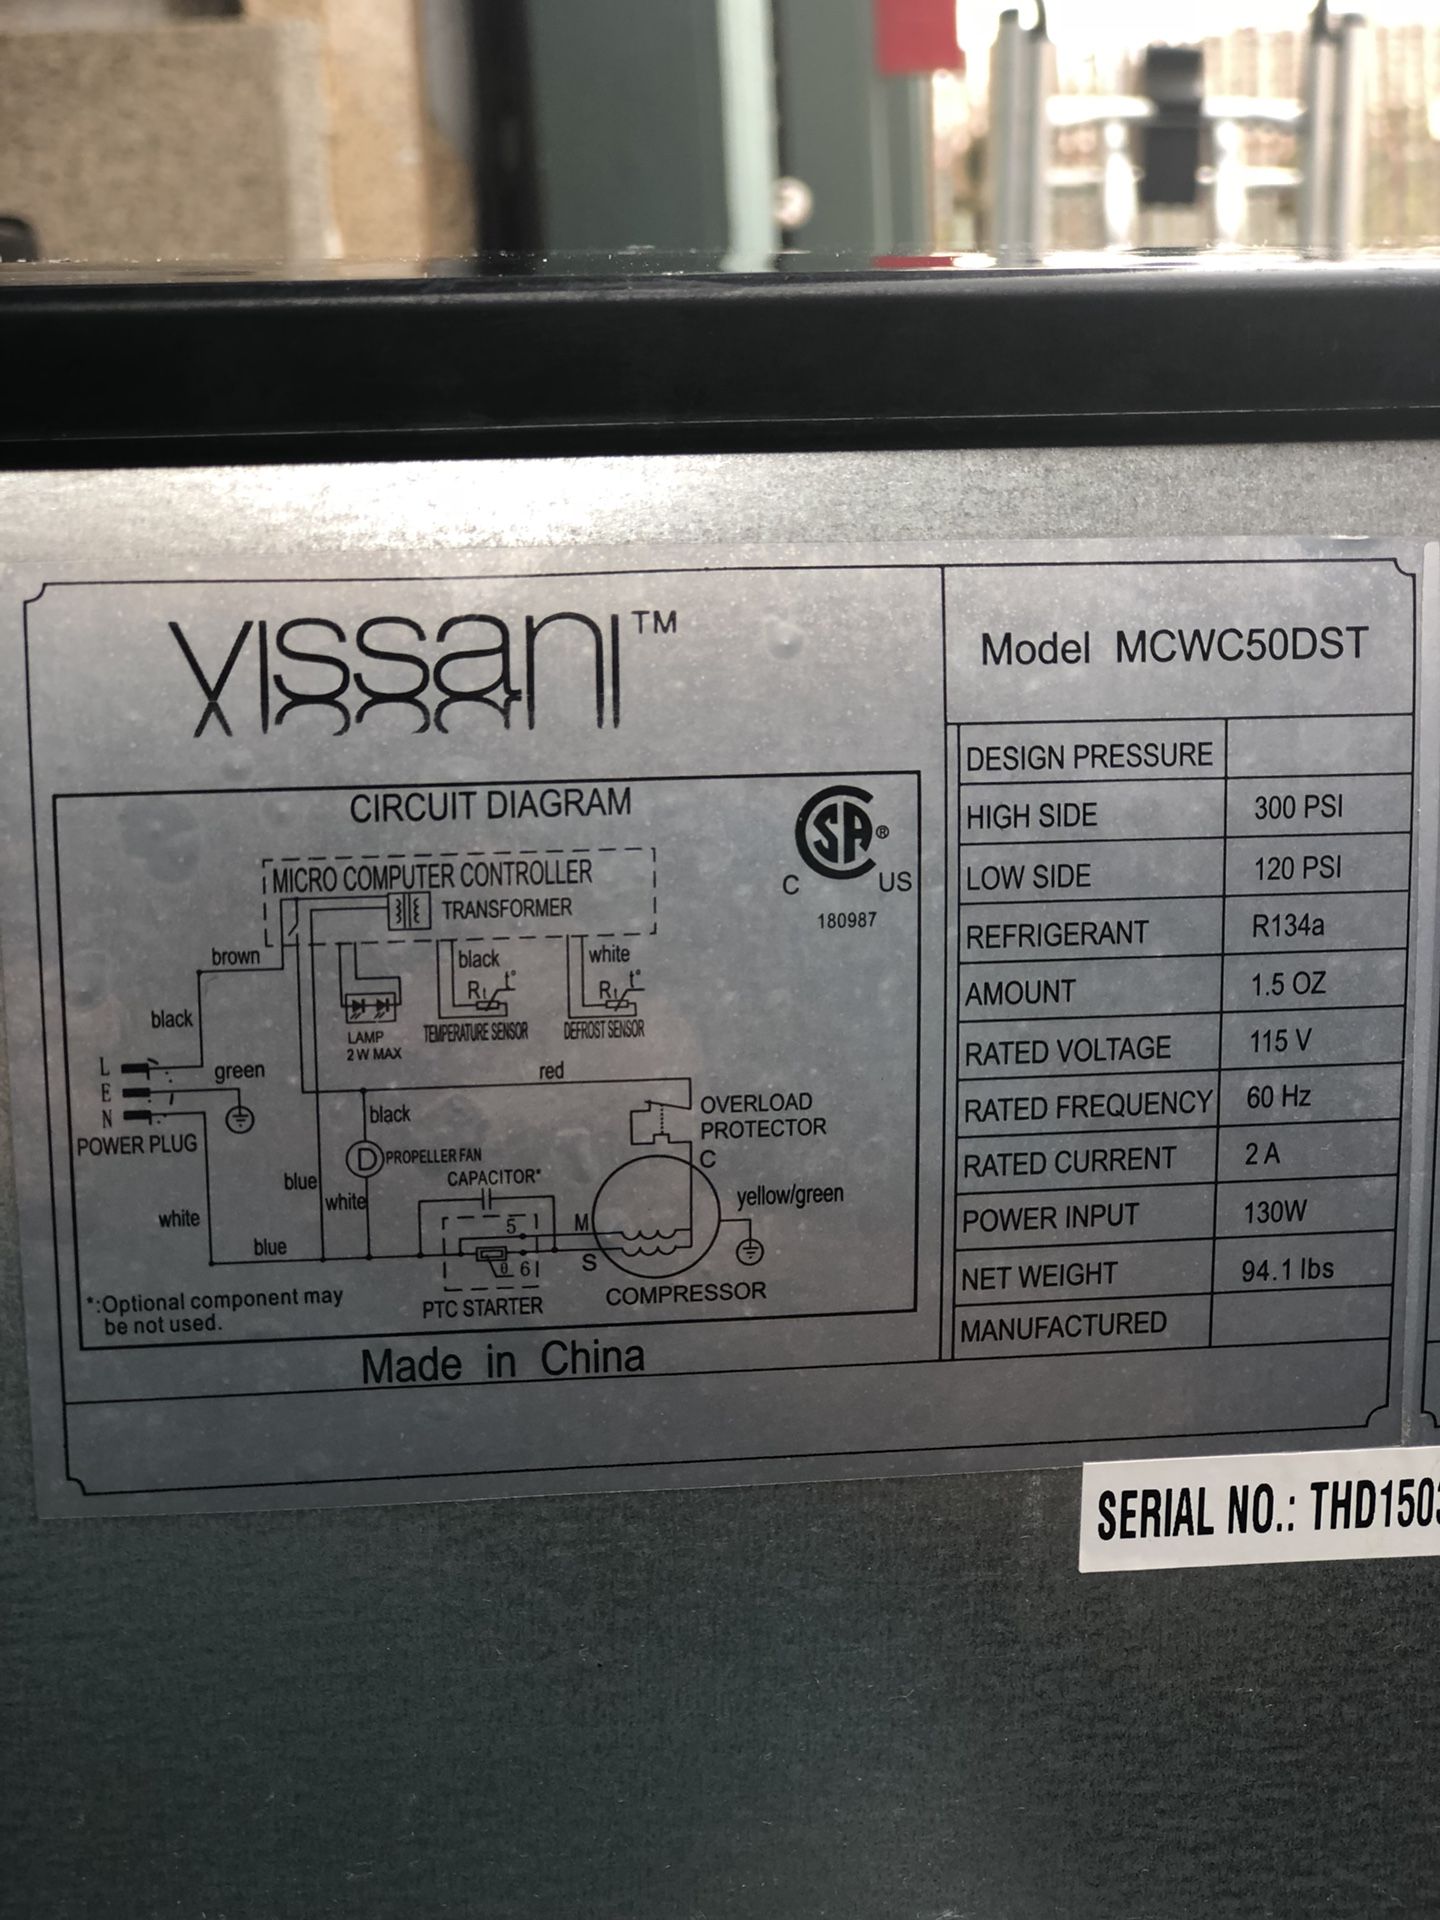 vissani™
Model MCWC50DST
CIRCUIT DIAGRAM
MICRO COMPUTER CONTROLLER
TRANSFORMER
SA®
C US
180987
brown
black
white
black
Rt t°
Rt t°
LAMP
2 W MAX
TEMPERATURE SENSOR
DEFROST SENSOR
L
E
N
green
POWER PLUG
red
black
OVERLOAD
PROTECTOR
D PROPELLER FAN
CAPACITOR*
C
blue
white
yellow/green
white
blue
5
M
θ 6
S
PTC STARTER
COMPRESSOR
*:Optional component may
be not used.
Made in China
DESIGN PRESSURE
HIGH SIDE 300 PSI
LOW SIDE 120 PSI
REFRIGERANT R134a
AMOUNT 1.5 OZ
RATED VOLTAGE 115 V
RATED FREQUENCY 60 Hz
RATED CURRENT 2 A
POWER INPUT 130W
NET WEIGHT 94.1 lbs
MANUFACTURED
SERIAL NO.: THD1503